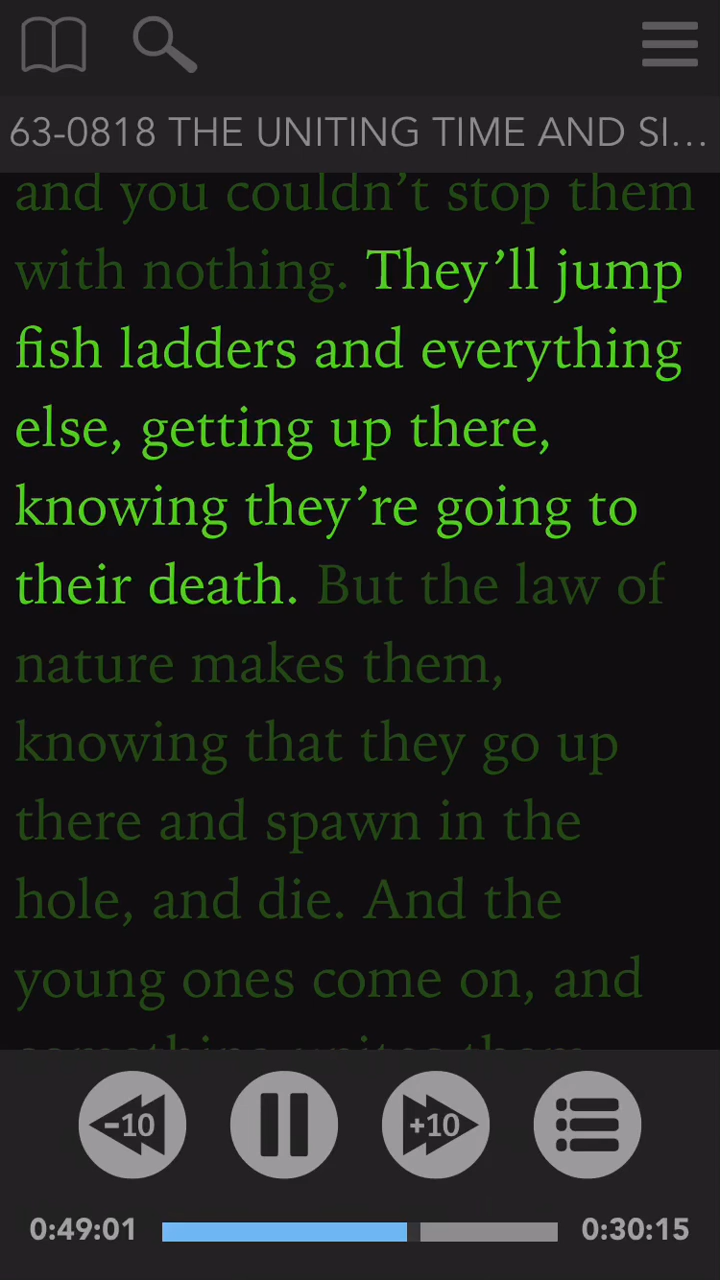 63-0818 THE UNITING TIME AND SI...
and you couldn't stop them
with nothing. They'll jump
fish ladders and everything
else, getting up there,
knowing they're going to
their death. But the law of
nature makes them,
knowing that they go up
there and spawn in the
hole, and die. And the
young ones come on, and
something unites them
-10
+10
0:49:01
0:30:15